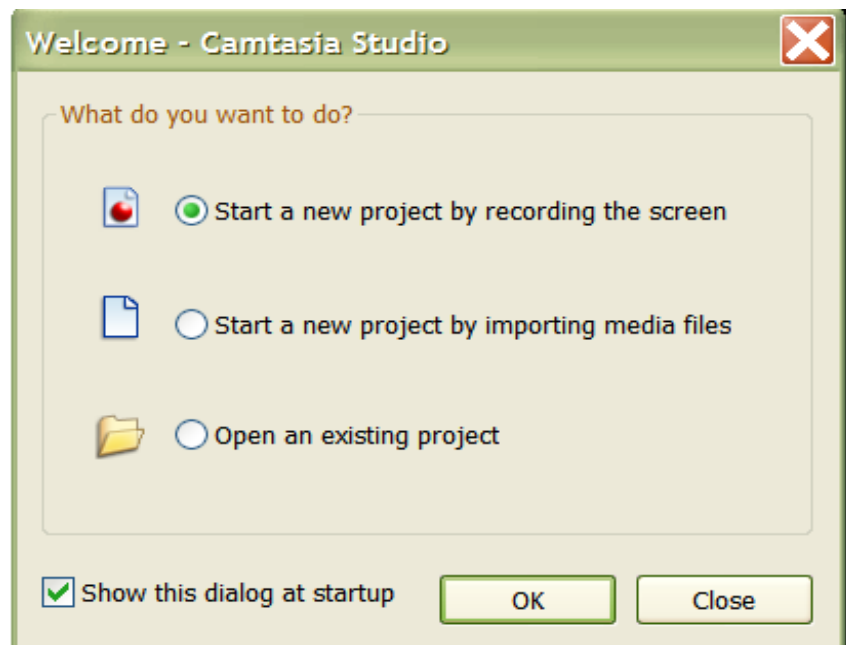 Welcome - Camtasia Studio
What do you want to do?
Start a new project by recording the screen
Start a new project by importing media files
Open an existing project
Show this dialog at startup
OK
Close